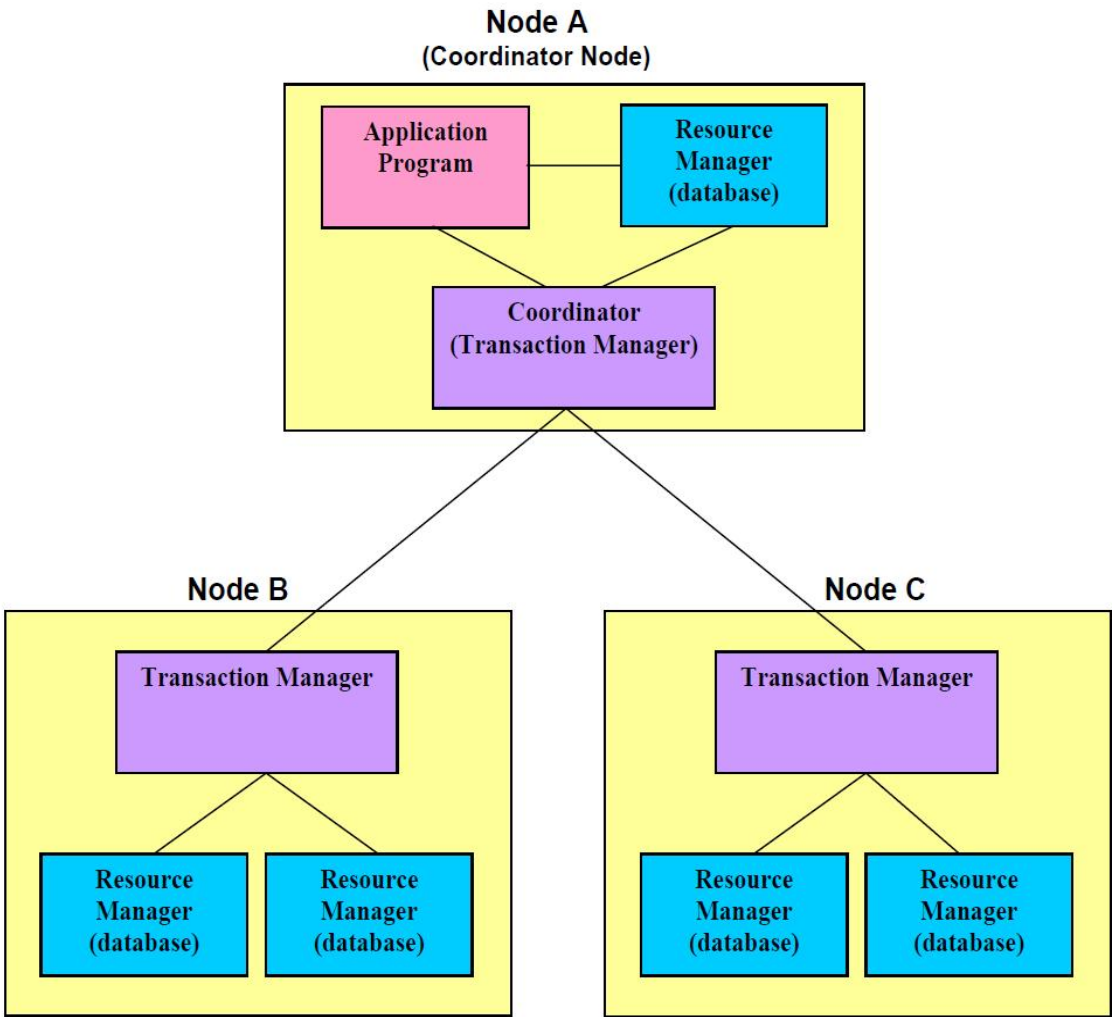 Node A
(Coordinator Node)
Application
Program
Resource
Manager
(database)
Coordinator
(Transaction Manager)
Node B
Transaction Manager
Resource
Manager
(database)
Resource
Manager
(database)
Node C
Transaction Manager
Resource
Manager
(database)
Resource
Manager
(database)